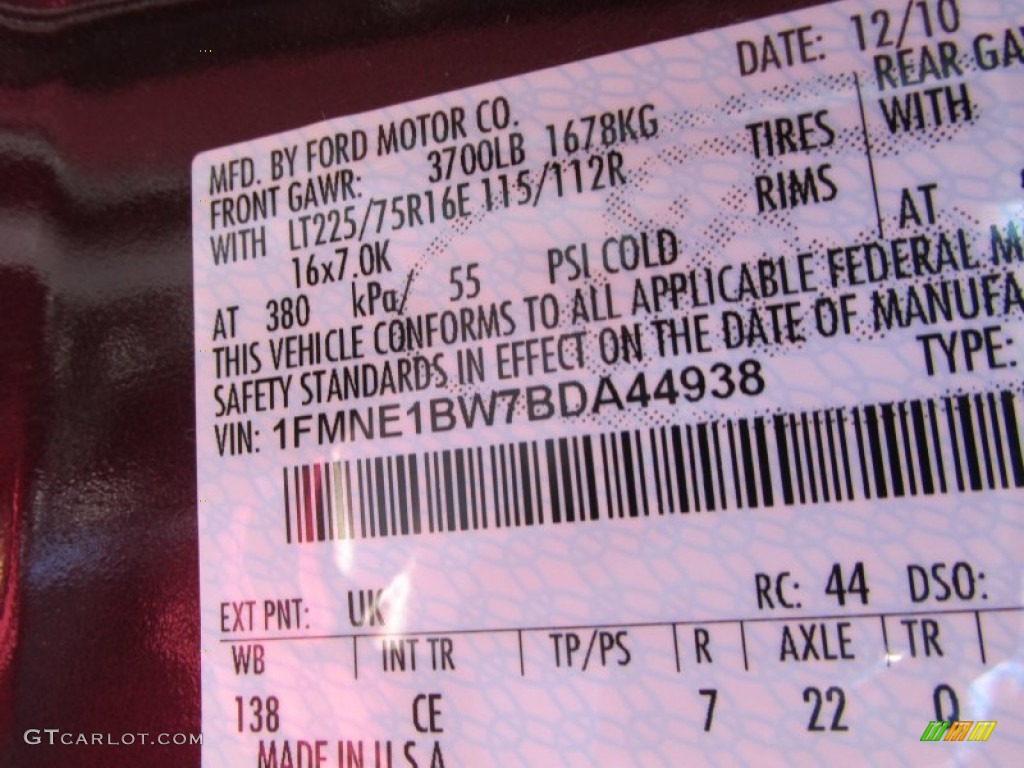 DATE: 12/10
MFD. BY FORD MOTOR CO.
FRONT GAWR: 3700LB 1678KG
REAR
WITH LT225/75R16E 115/112R TIRES
WITH
16x7.0K RIMS
AT 380 kPa/ 55 PSI COLD
AT
THIS VEHICLE CONFORMS TO ALL APPLICABLE FEDERAL
SAFETY STANDARDS IN EFFECT ON THE DATE OF
VIN: 1FMNE1BW7BDA44938 TYPE:
EXT PNT: UK RC: 44 DSO:
WB INT TR TP/PS R AXLE TR
138 CE 7 22
MADE IN U.S.A
GTCARLOT.COM